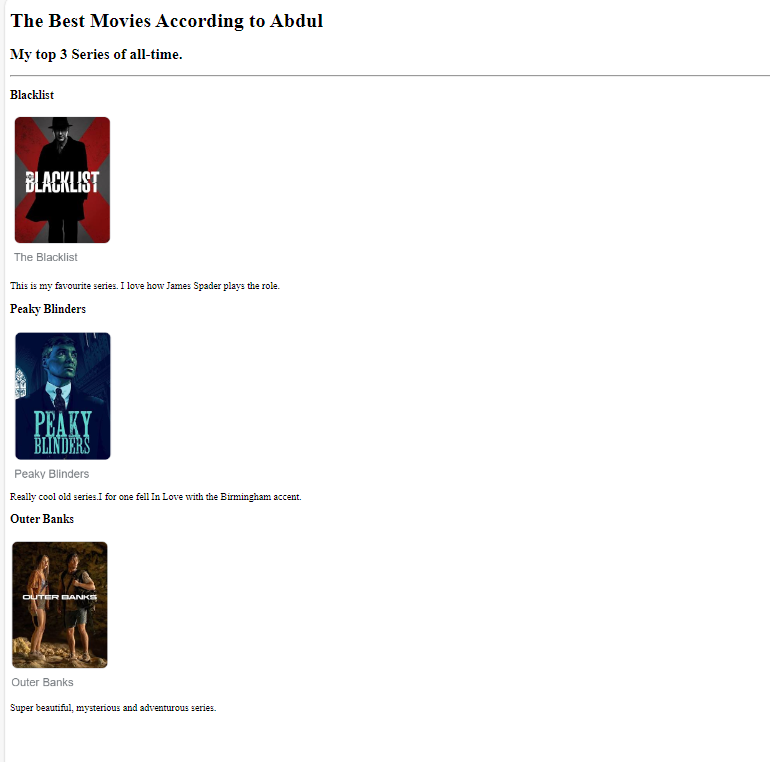 The Best Movies According to Abdul
My top 3 Series of all-time.
Blacklist
BLACKLIST
The Blacklist
This is my favourite series. I love how James Spader plays the role.
Peaky Blinders
PEAKY
BLINDERS
Peaky Blinders
Really cool old series.I for one fell In Love with the Birmingham accent.
Outer Banks
OUTER BANKS
Outer Banks
Super beautiful, mysterious and adventurous series.